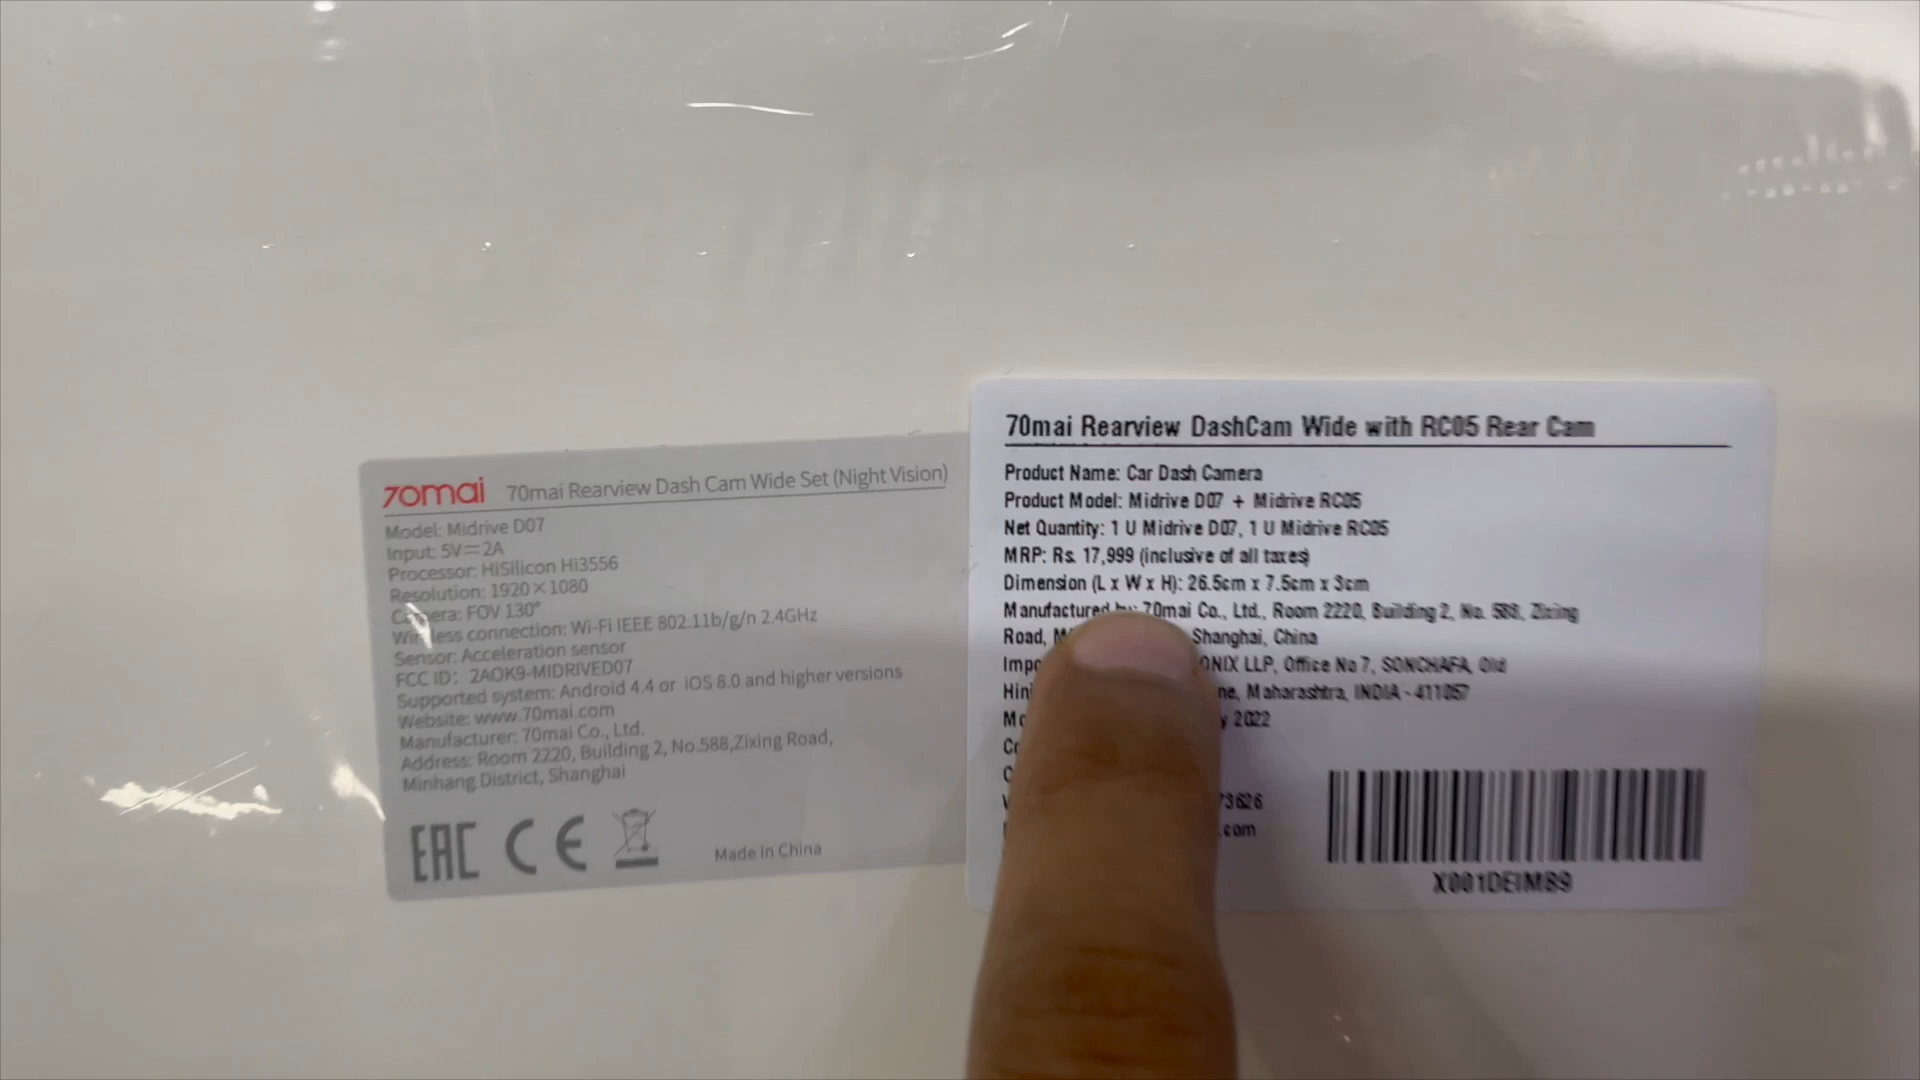 70mai 70mai Rearview Dash Cam Wide Set (Night Vision)
Model: Midrive D07
Input: 5V⎓2A
Processor: HiSilicon Hi3556
Resolution: 1920×1080
Camera: FOV 130°
Wireless connection: Wi-Fi IEEE 802.11b/g/n 2.4GHz
Sensor: Acceleration sensor
FCC ID: 2AOK9-MIDRIVED07
Supported system: Android 4.4 or iOS 8.0 and higher versions
Website: www.70mai.com
Manufacturer: 70mai Co., Ltd.
Address: Room 2220, Building 2, No.588,Zixing Road,
Minhang District, Shanghai
EAC CE
Made in China
70mai Rearview DashCam Wide with RC05 Rear Cam
Product Name: Car Dash Camera
Product Model: Midrive D07 + Midrive RC05
Net Quantity: 1 U Midrive D07, 1 U Midrive RC05
MRP: Rs. 17,999 (inclusive of all taxes)
Dimension (L x W x H): 26.5cm x 7.5cm x 3cm
Manufactured by: 70mai Co., Ltd., Room 2220, Building 2, No. 588, Zixing
Road, Shanghai, China
LLP, Office No 7, SONCHAFA, Old
Maharashtra, INDIA - 411057
2022
73626
.com
X001DEIMB9